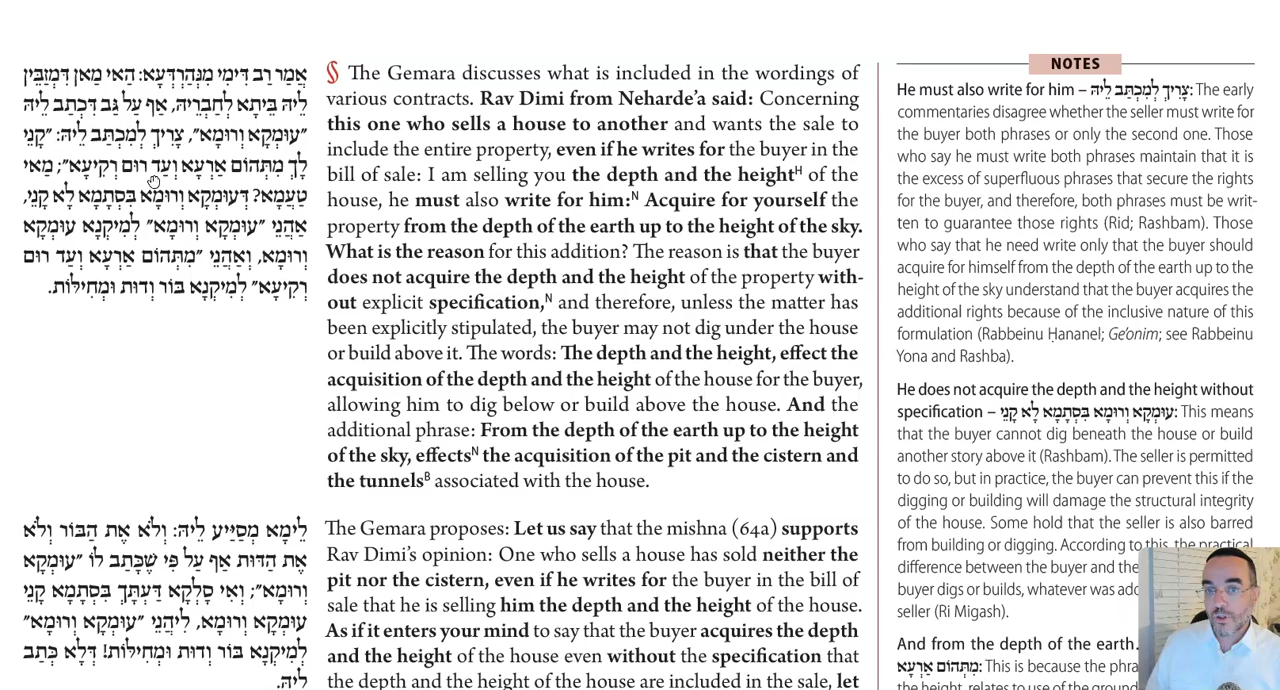 אֲמַר רַב דִּימִי מִנְּהַרְדְּעָא: הַאי מַאן דִּמְזַבֵּין
לֵיהּ בֵּיתָא לְחַבְרֵיהּ, אַף עַל גַּב דִּכְתַב לֵיהּ
״עוּמְקָא וְרוּמָא״, צָרִיךְ לְמִכְתַּב לֵיהּ: ״קְנֵי
לָךְ מִתְּהוֹם אַרְעָא וְעַד רוּם רְקִיעָא״; מַאי
טַעְמָא? דְּעוּמְקָא וְרוּמָא בִּסְתָמָא לָא קָנֵי,
אַהֲנִי ״עוּמְקָא וְרוּמָא״ לְמִיקְנָא עוּמְקָא
וְרוּמָא, וְאַהֲנִי ״מִתְּהוֹם אַרְעָא וְעַד רוּם
רְקִיעָא״ לְמִיקְנָא בּוֹר וָדוּת וּמְחִילּוֹת.
לֵימָא מְסַיַּיע לֵיהּ: וְלֹא אֶת הַבּוֹר וְלֹא
אֶת הַדּוּת אַף עַל פִּי שֶׁכָּתַב לוֹ ״עוּמְקָא
וְרוּמָא״; וְאִי סָלְקָא דַּעְתָּךְ בִּסְתָמָא קָנֵי
עוּמְקָא וְרוּמָא, לִיהֲנֵי ״עוּמְקָא וְרוּמָא״
לְמִיקְנָא בּוֹר וָדוּת וּמְחִילּוֹת! דְּלָא כְּתַב
לֵיהּ.
§ The Gemara discusses what is included in the wordings of
various contracts. Rav Dimi from Neharde'a said: Concerning
this one who sells a house to another and wants the sale to
include the entire property, even if he writes for the buyer in the
bill of sale: I am selling you the depth and the height^H of the
house, he must also write for him:^N Acquire for yourself the
property from the depth of the earth up to the height of the sky.
What is the reason for this addition? The reason is that the buyer
does not acquire the depth and the height of the property with-
out explicit specification,^N and therefore, unless the matter has
been explicitly stipulated, the buyer may not dig under the house
or build above it. The words: The depth and the height, effect the
acquisition of the depth and the height of the house for the buyer,
allowing him to dig below or build above the house. And the
additional phrase: From the depth of the earth up to the height
of the sky, effects^N the acquisition of the pit and the cistern and
the tunnels^B associated with the house.
The Gemara proposes: Let us say that the mishna (64a) supports
Rav Dimi's opinion: One who sells a house has sold neither the
pit nor the cistern, even if he writes for the buyer in the bill of
sale that he is selling him the depth and the height of the house.
As if it enters your mind to say that the buyer acquires the depth
and the height of the house even without the specification that
the depth and the height of the house are included in the sale, let
NOTES
He must also write for him – צָרִיךְ לְמִכְתַּב לֵיהּ: The early
commentaries disagree whether the seller must write for
the buyer both phrases or only the second one. Those
who say he must write both phrases maintain that it is
the excess of superfluous phrases that secure the rights
for the buyer, and therefore, both phrases must be writ-
ten to guarantee those rights (Rid; Rashbam). Those
who say that he need write only that the buyer should
acquire for himself from the depth of the earth up to the
height of the sky understand that the buyer acquires the
additional rights because of the inclusive nature of this
formulation (Rabbeinu Ḥananel; Ge'onim; see Rabbeinu
Yona and Rashba).
He does not acquire the depth and the height without
specification – עוּמְקָא וְרוּמָא בִּסְתָמָא לָא קָנֵי: This means
that the buyer cannot dig beneath the house or build
another story above it (Rashbam). The seller is permitted
to do so, but in practice, the buyer can prevent this if the
digging or building will damage the structural integrity
of the house. Some hold that the seller is also barred
from building or digging. According to this, the practical
difference between the buyer and the
buyer digs or builds, whatever was
seller (Ri Migash).
And from the depth of the earth.
מִתְּהוֹם אַרְעָא: This is because the
the height, relates to use of the ground